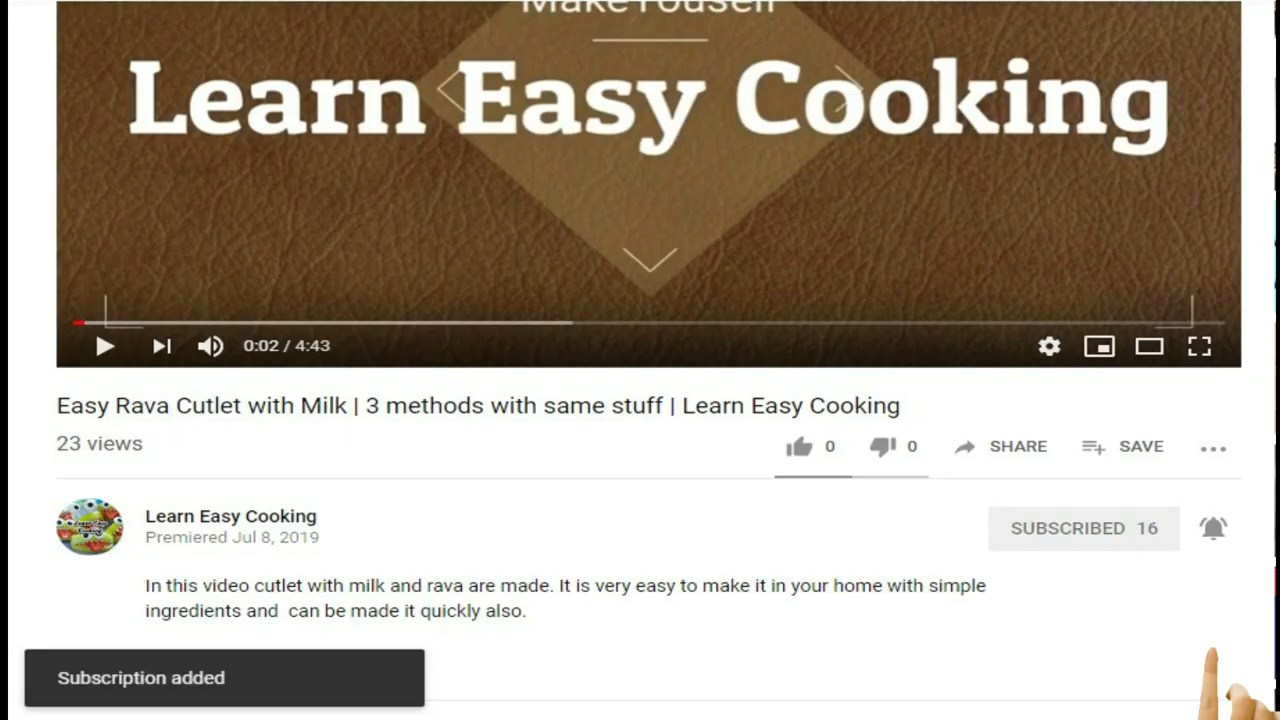 MakeYouself
Learn Easy Cooking
0:02 / 4:43
Easy Rava Cutlet with Milk | 3 methods with same stuff | Learn Easy Cooking
23 views
0 0 SHARE SAVE
Learn Easy Cooking
Premiered Jul 8, 2019
SUBSCRIBED 16
In this video cutlet with milk and rava are made. It is very easy to make it in your home with simple
ingredients and  can be made it quickly also.
Subscription added